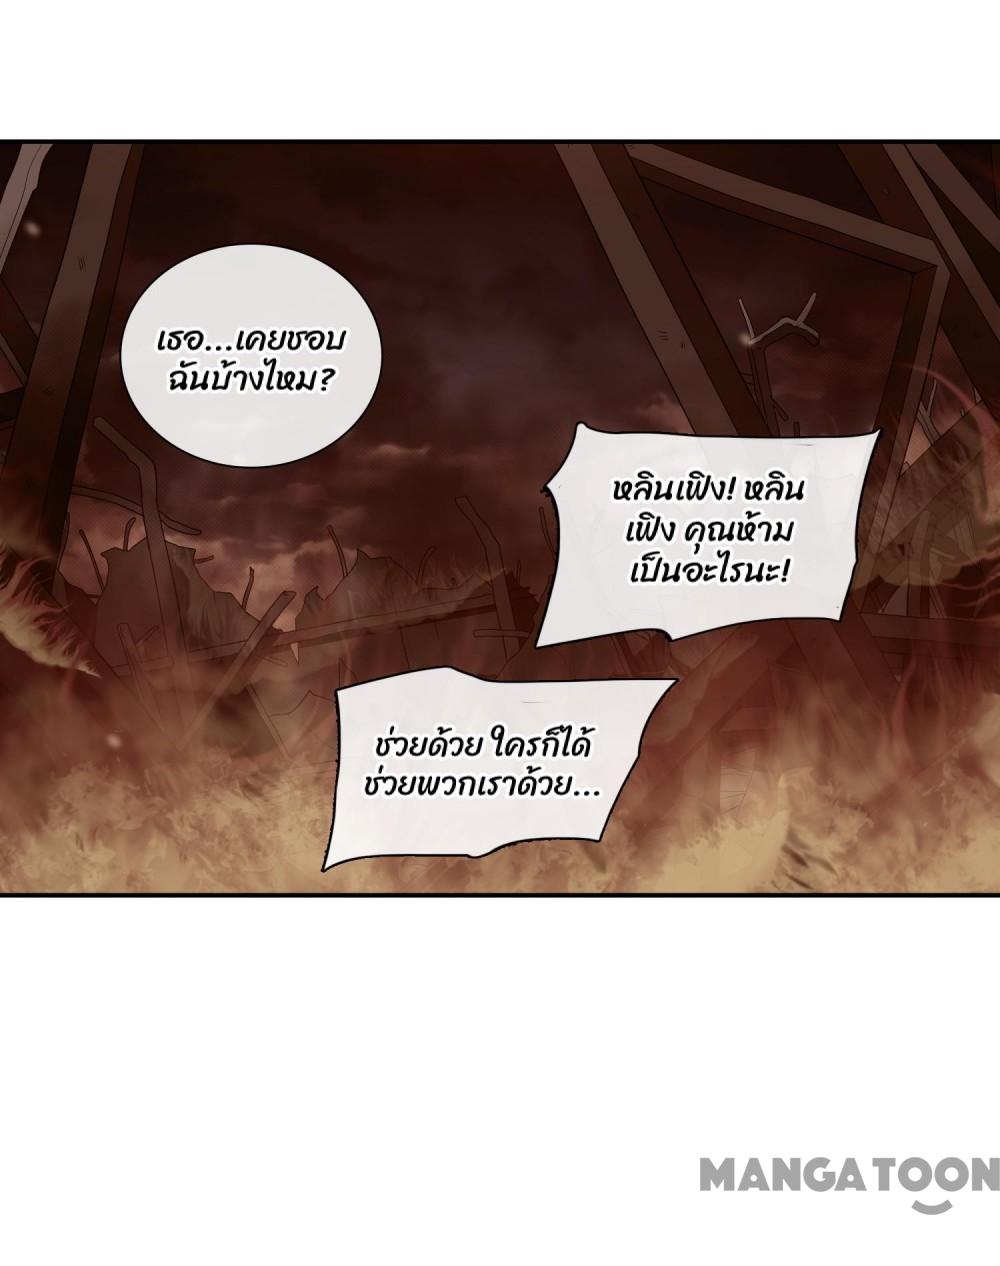 เธอ...เคยชอบ
ฉันบ้างไหม?
หลินเฟิง! หลิน
เฟิง คุณห้าม
เป็นอะไรนะ!
ช่วยด้วย ใครก็ได้
ช่วยพวกเราด้วย...
MANGATOON